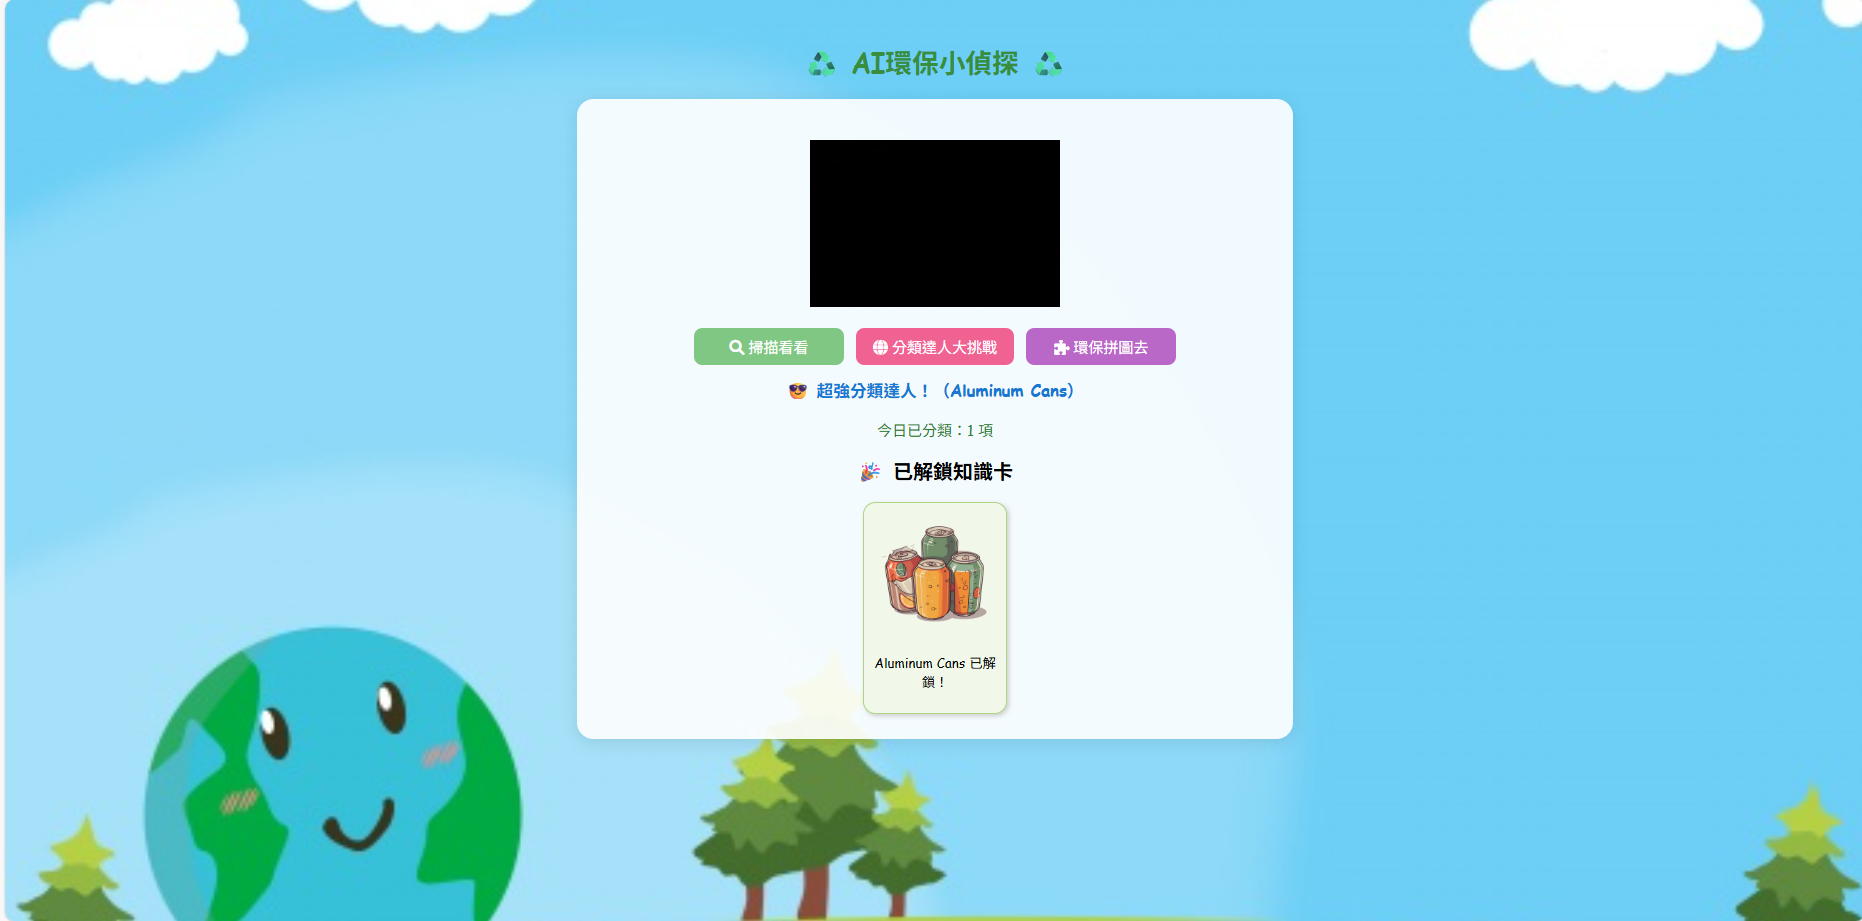 AI環保小偵探
掃描看看
分類達人大挑戰
環保拼圖去
超強分類達人！（Aluminum Cans）
今日已分類：1 項
已解鎖知識卡
Aluminum Cans 已解
鎖！